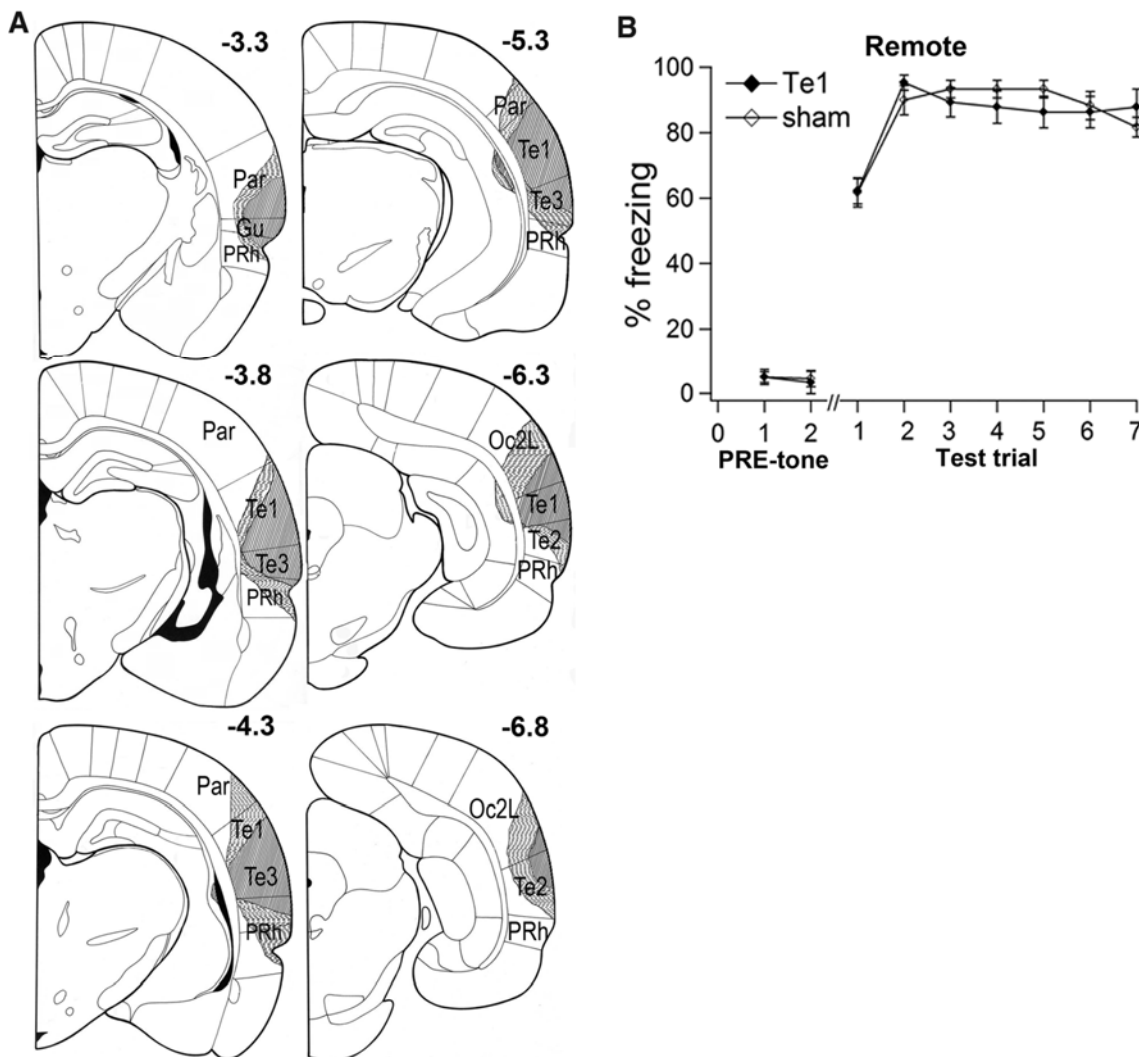 A
-3.3
Par
Gu
PRh
-5.3
Par
Te1
Te3
PRh
-3.8
Par
Te1
Te3
PRh
-6.3
Oc2L
Te1
Te2
PRh
-4.3
Par
Te1
Te3
PRh
-6.8
Oc2L
Te2
PRh
B
Remote
Te1
sham
% freezing
100
80
60
40
20
0
0 1 2 // 1 2 3 4 5 6 7
PRE-tone Test trial